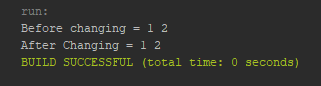 run:
Before changing = 1 2
After Changing = 1 2
BUILD SUCCESSFUL (total time: 0 seconds)